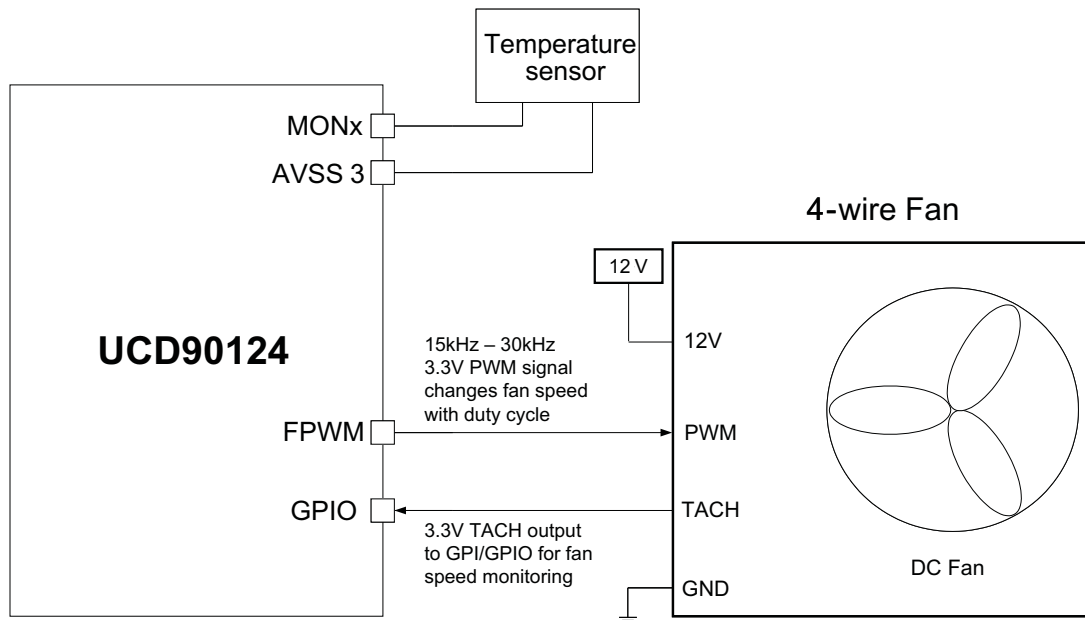 Temperature
sensor
MONx
AVSS 3
4-wire Fan
12 V
UCD90124
15kHz – 30kHz
3.3V PWM signal
changes fan speed
with duty cycle
12V
FPWM
PWM
GPIO
TACH
3.3V TACH output
to GPI/GPIO for fan
speed monitoring
DC Fan
GND